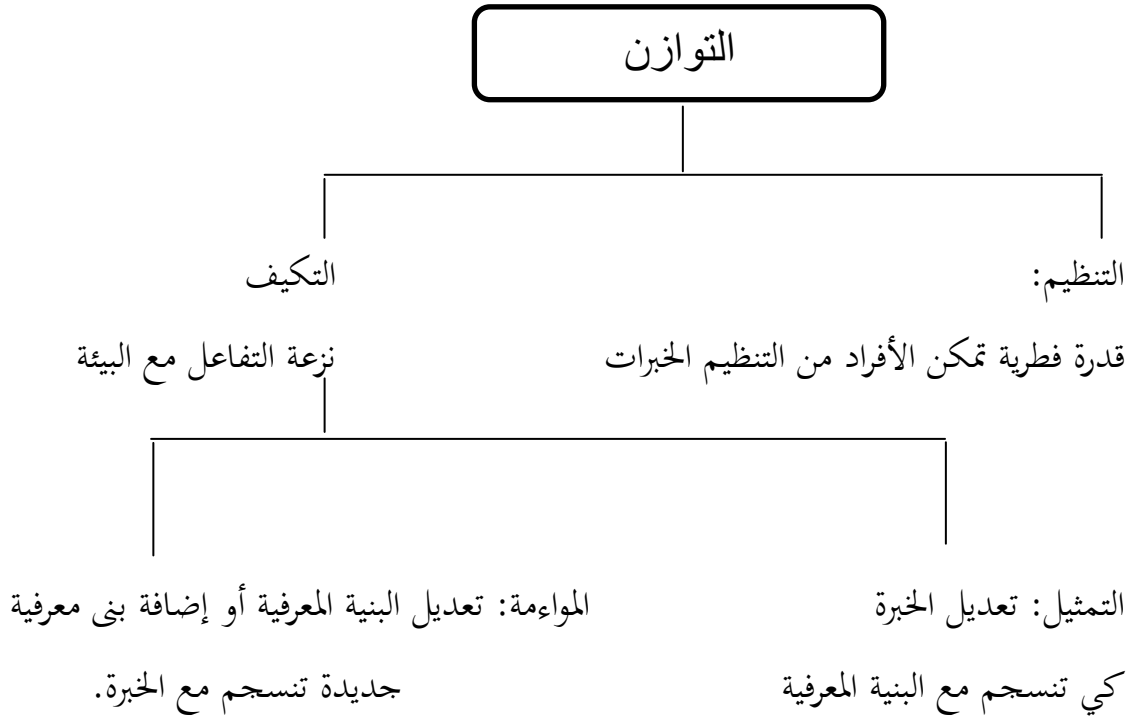 التوازن
التنظيم:
التكيف
قدرة فطرية تمكن الأفراد من التنظيم الخبرات
نزعة التفاعل مع البيئة
التمثيل: تعديل الخبرة
كي تنسجم مع البنية المعرفية
المواءمة: تعديل البنية المعرفية أو إضافة بنى معرفية
جديدة تنسجم مع الخبرة.